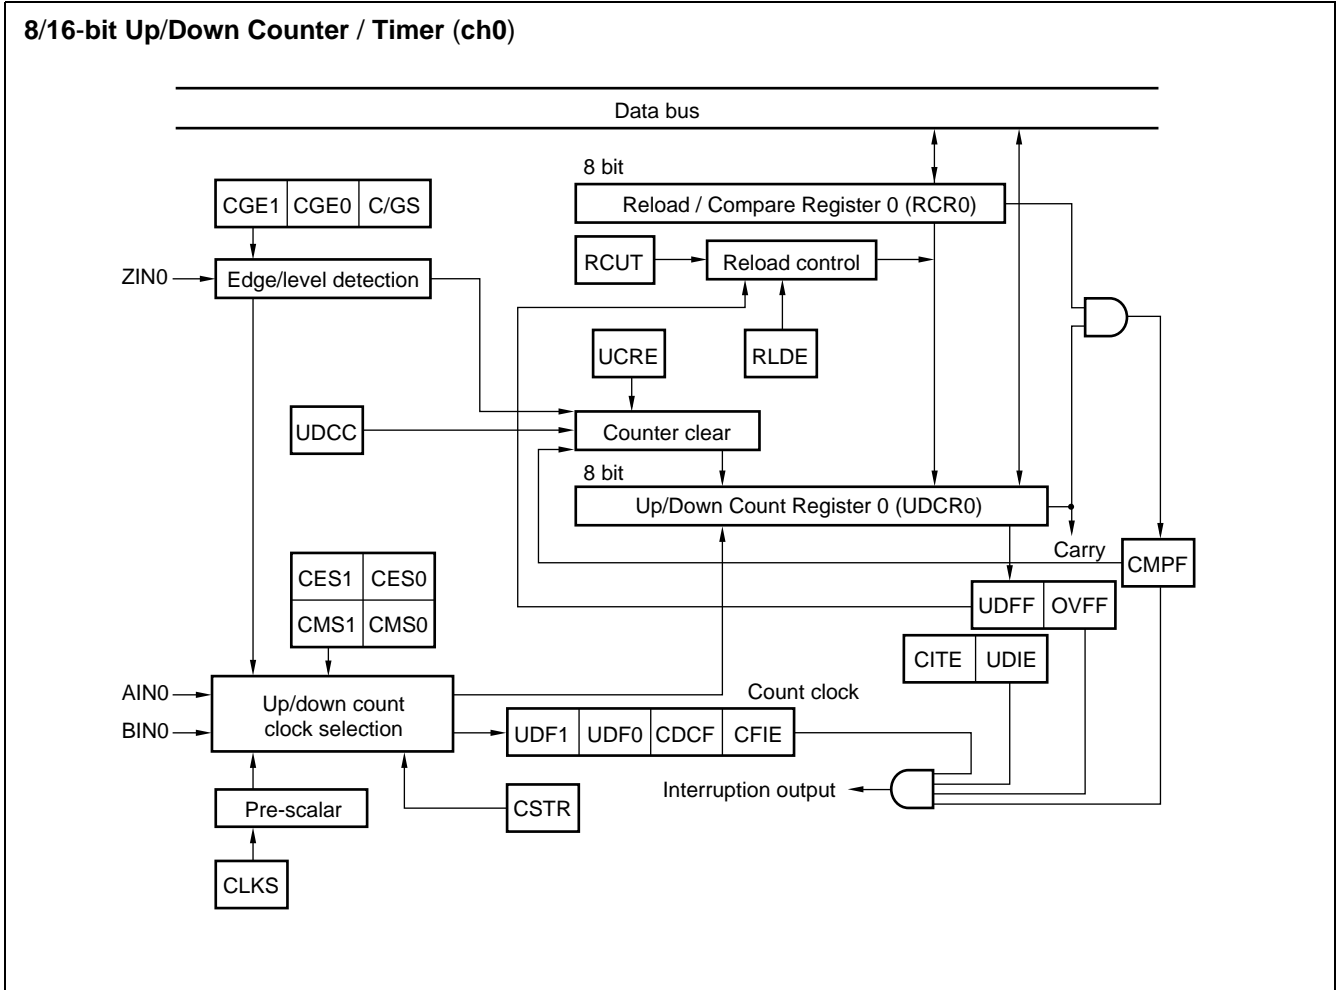 8/16-bit Up/Down Counter / Timer (ch0)
Data bus
8 bit
CGE1 CGE0 C/GS
Reload / Compare Register 0 (RCR0)
RCUT
Reload control
ZIN0
Edge/level detection
UCRE
RLDE
UDCC
Counter clear
8 bit
Up/Down Count Register 0 (UDCR0)
Carry
CMPF
CES1 CES0
CMS1 CMS0
UDFF OVFF
CITE UDIE
AIN0
BIN0
Up/down count
clock selection
Count clock
UDF1 UDF0 CDCF CFIE
Interruption output
Pre-scalar
CSTR
CLKS